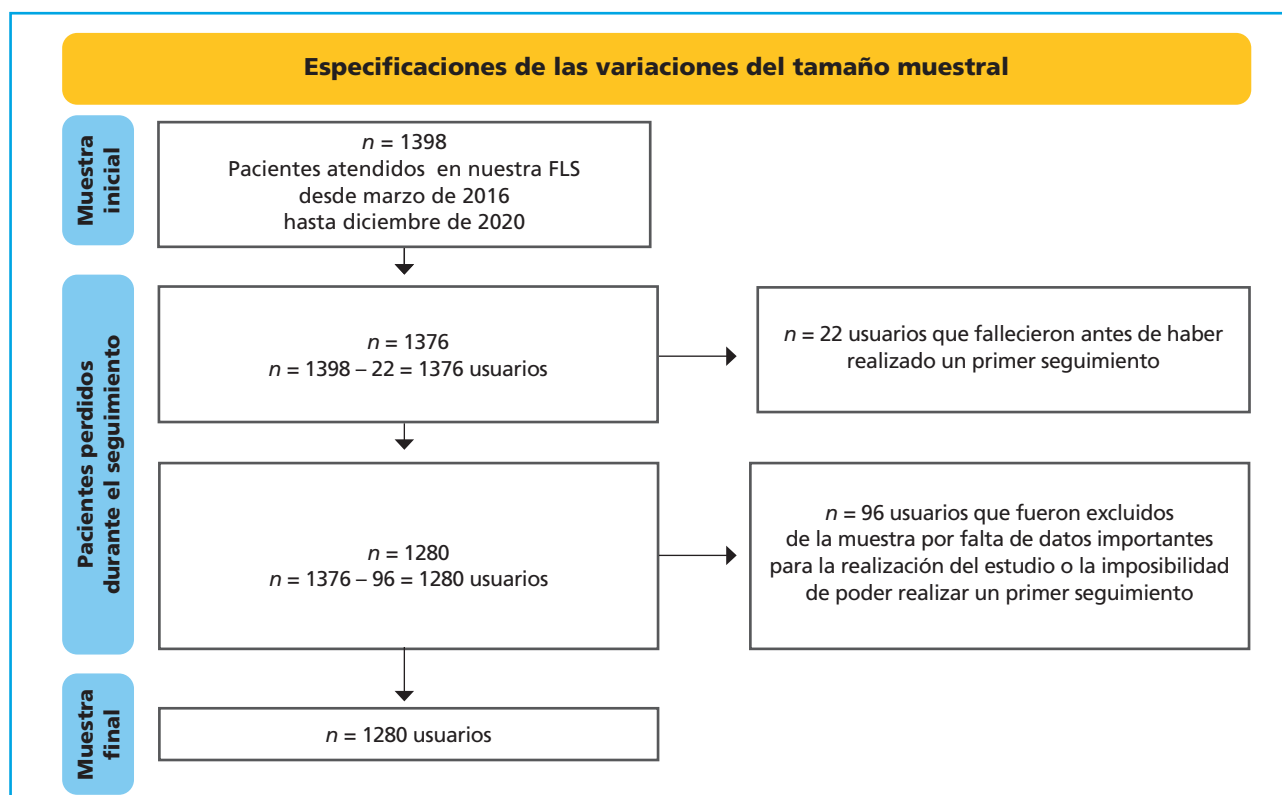 Especificaciones de las variaciones del tamaño muestral
Muestra
inicial
n = 1398
Pacientes atendidos en nuestra FLS
desde marzo de 2016
hasta diciembre de 2020
Pacientes perdidos
durante el seguimiento
n = 1376
n = 1398 – 22 = 1376 usuarios
n = 22 usuarios que fallecieron antes de haber
realizado un primer seguimiento
n = 1280
n = 1376 – 96 = 1280 usuarios
n = 96 usuarios que fueron excluidos
de la muestra por falta de datos importantes
para la realización del estudio o la imposibilidad
de poder realizar un primer seguimiento
Muestra
final
n = 1280 usuarios